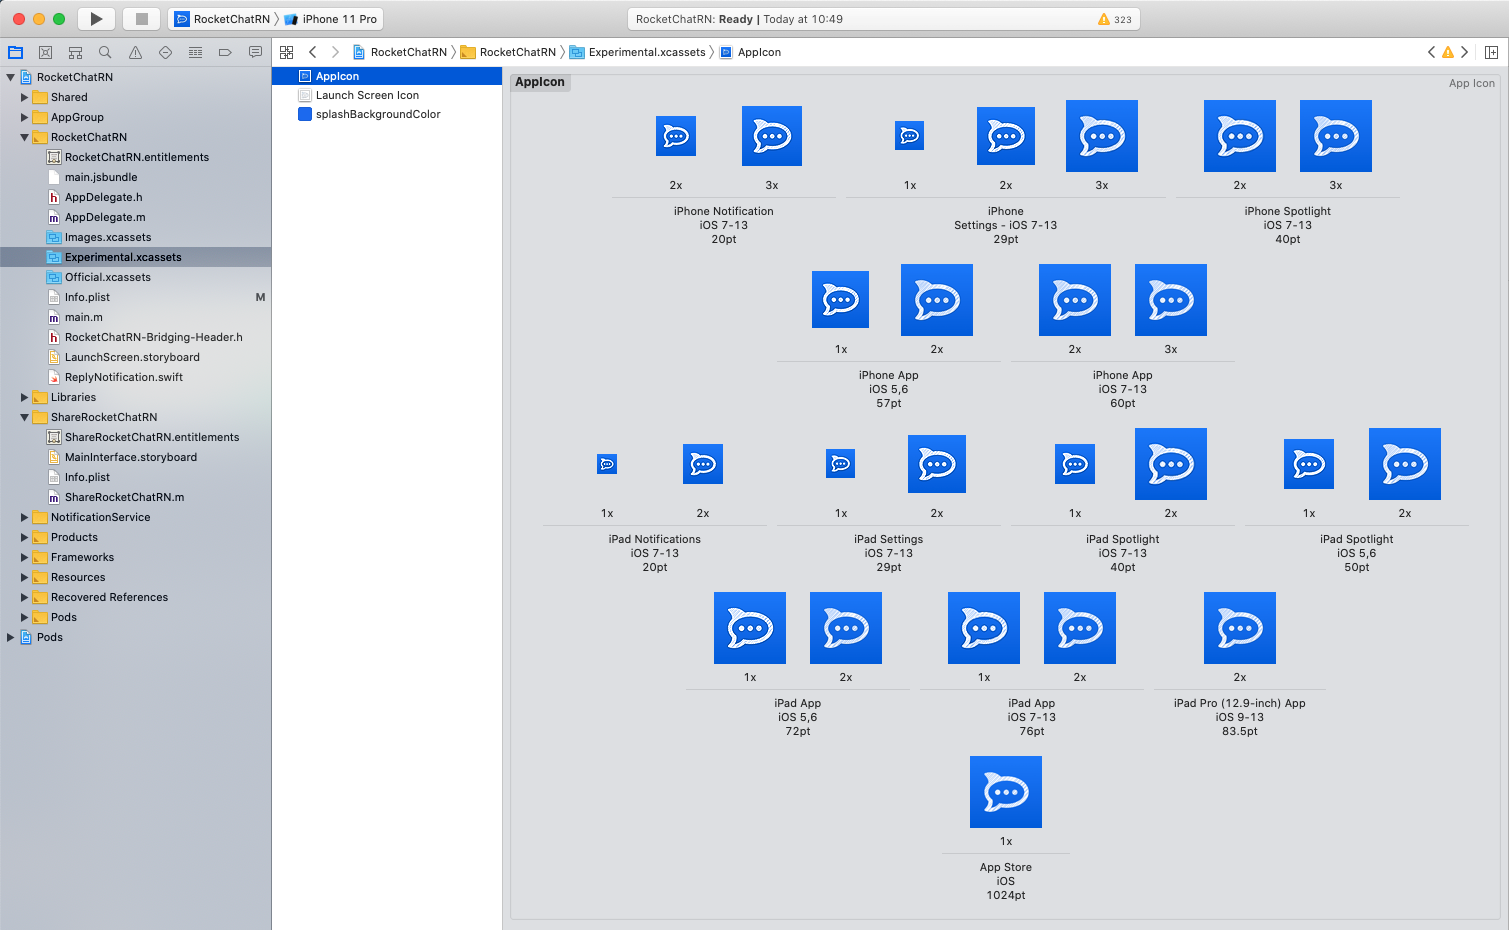 RocketChatRN iPhone 11 Pro
RocketChatRN: Ready | Today at 10:49 323
RocketChatRN RocketChatRN Experimental.xcassets AppIcon
RocketChatRN
Shared
AppGroup
RocketChatRN
RocketChatRN.entitlements
main.jsbundle
h AppDelegate.h
m AppDelegate.m
Images.xcassets
Experimental.xcassets
Official.xcassets
Info.plist M
m main.m
h RocketChatRN-Bridging-Header.h
LaunchScreen.storyboard
ReplyNotification.swift
Libraries
ShareRocketChatRN
ShareRocketChatRN.entitlements
MainInterface.storyboard
Info.plist
m ShareRocketChatRN.m
NotificationService
Products
Frameworks
Resources
Recovered References
Pods
Pods
AppIcon
Launch Screen Icon
splashBackgroundColor
AppIcon App Icon
2x 3x
iPhone Notification
iOS 7-13
20pt
1x 2x 3x
iPhone
Settings - iOS 7-13
29pt
2x 3x
iPhone Spotlight
iOS 7-13
40pt
1x 2x
iPhone App
iOS 5,6
57pt
2x 3x
iPhone App
iOS 7-13
60pt
1x 2x
iPad Notifications
iOS 7-13
20pt
1x 2x
iPad Settings
iOS 7-13
29pt
1x 2x
iPad Spotlight
iOS 7-13
40pt
1x 2x
iPad Spotlight
iOS 5,6
50pt
1x 2x
iPad App
iOS 5,6
72pt
1x 2x
iPad App
iOS 7-13
76pt
2x
iPad Pro (12.9-inch) App
iOS 9-13
83.5pt
1x
App Store
iOS
1024pt